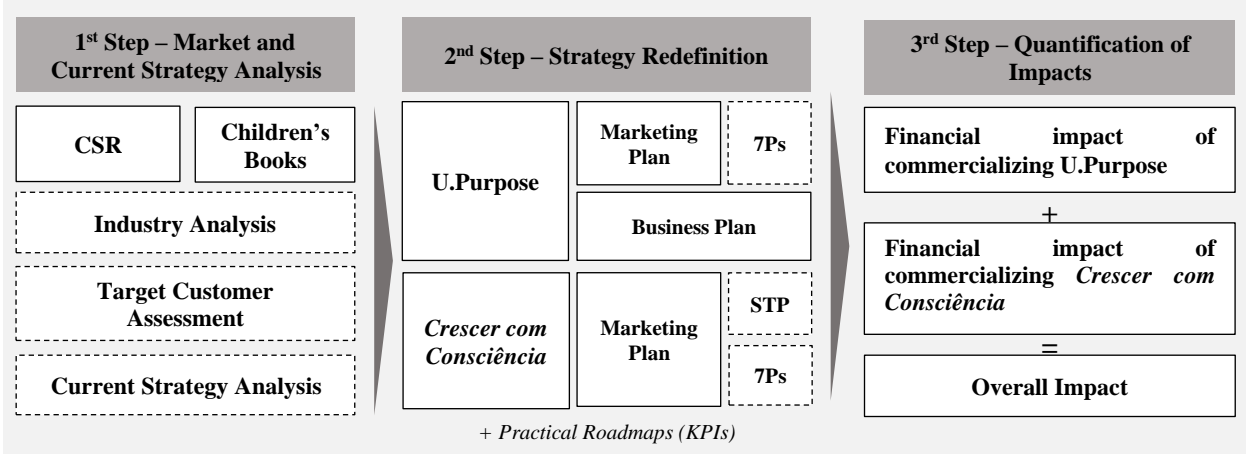 1st Step – Market and
Current Strategy Analysis
CSR
Children's
Books
Industry Analysis
Target Customer
Assessment
Current Strategy Analysis
2nd Step – Strategy Redefinition
U.Purpose
Marketing
Plan
7Ps
Business Plan
Crescer com
Consciência
Marketing
Plan
STP
7Ps
+ Practical Roadmaps (KPIs)
3rd Step – Quantification of
Impacts
Financial impact of
commercializing U.Purpose
+
Financial impact of
commercializing Crescer com
Consciência
=
Overall Impact